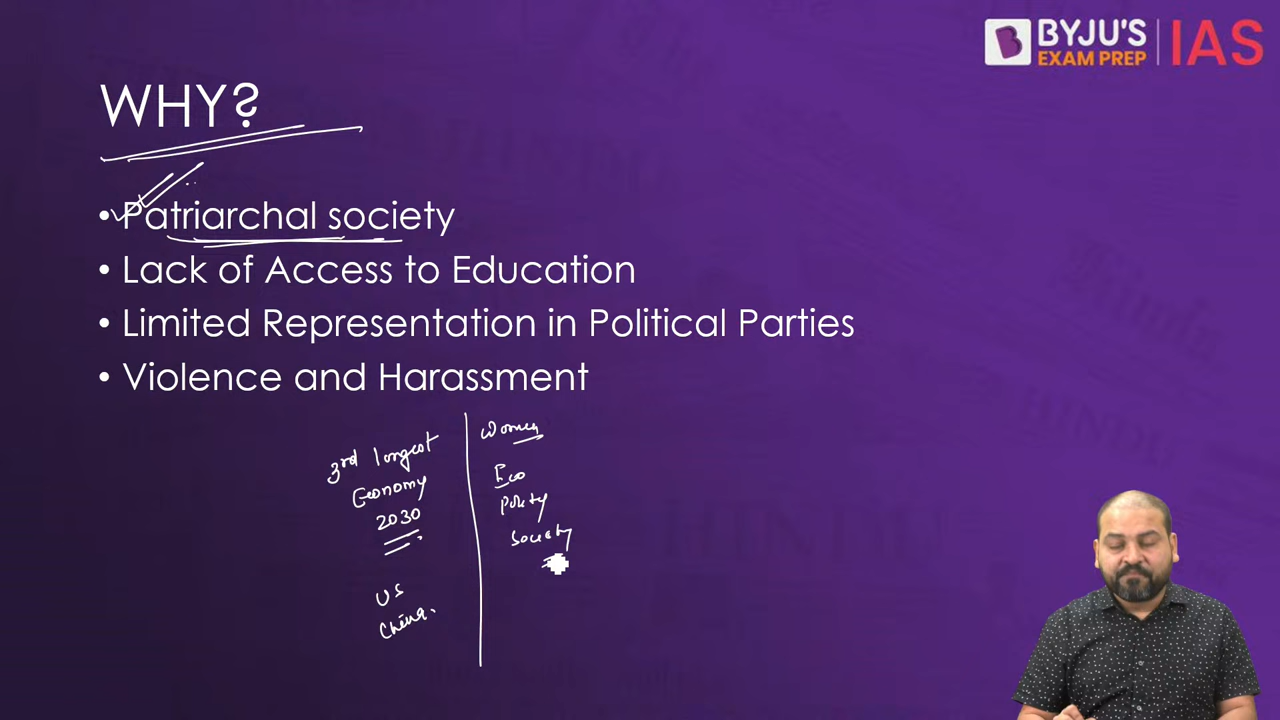 BYJU'S
EXAM PREP
IAS
WHY?
• Patriarchal society
• Lack of Access to Education
• Limited Representation in Political Parties
• Violence and Harassment
3rd largest
Economy
2030
US
China.
Women
Eco
Polity
Society